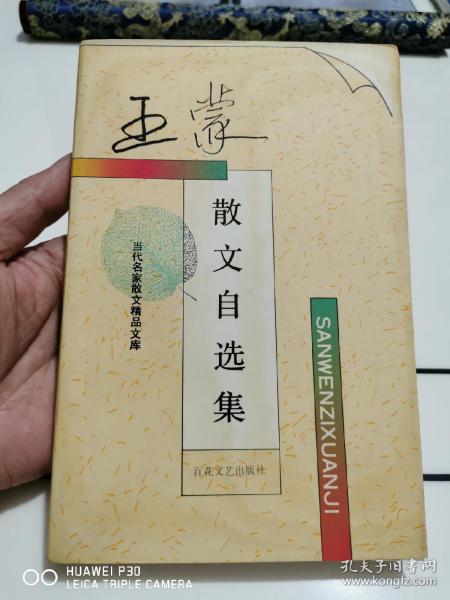 王蒙
散文自选集
当代名家散文精品文库
SANWENZIXUANJI
百花文艺出版社
HUAWEI P30
LEICA TRIPLE CAMERA
孔夫子旧书网
www.kongfz.com